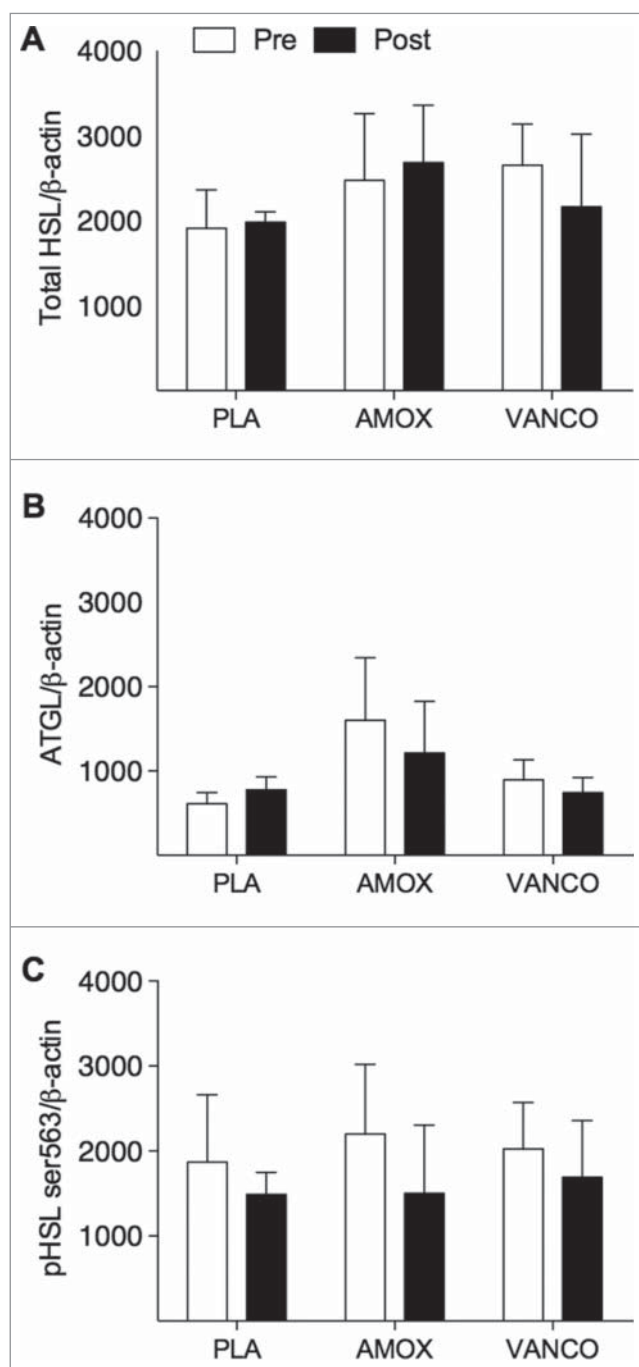 A
Pre Post
Total HSL/β-actin
4000
3000
2000
1000
PLA AMOX VANCO
B
ATGL/β-actin
4000
3000
2000
1000
PLA AMOX VANCO
C
pHSL ser563/β-actin
4000
3000
2000
1000
PLA AMOX VANCO